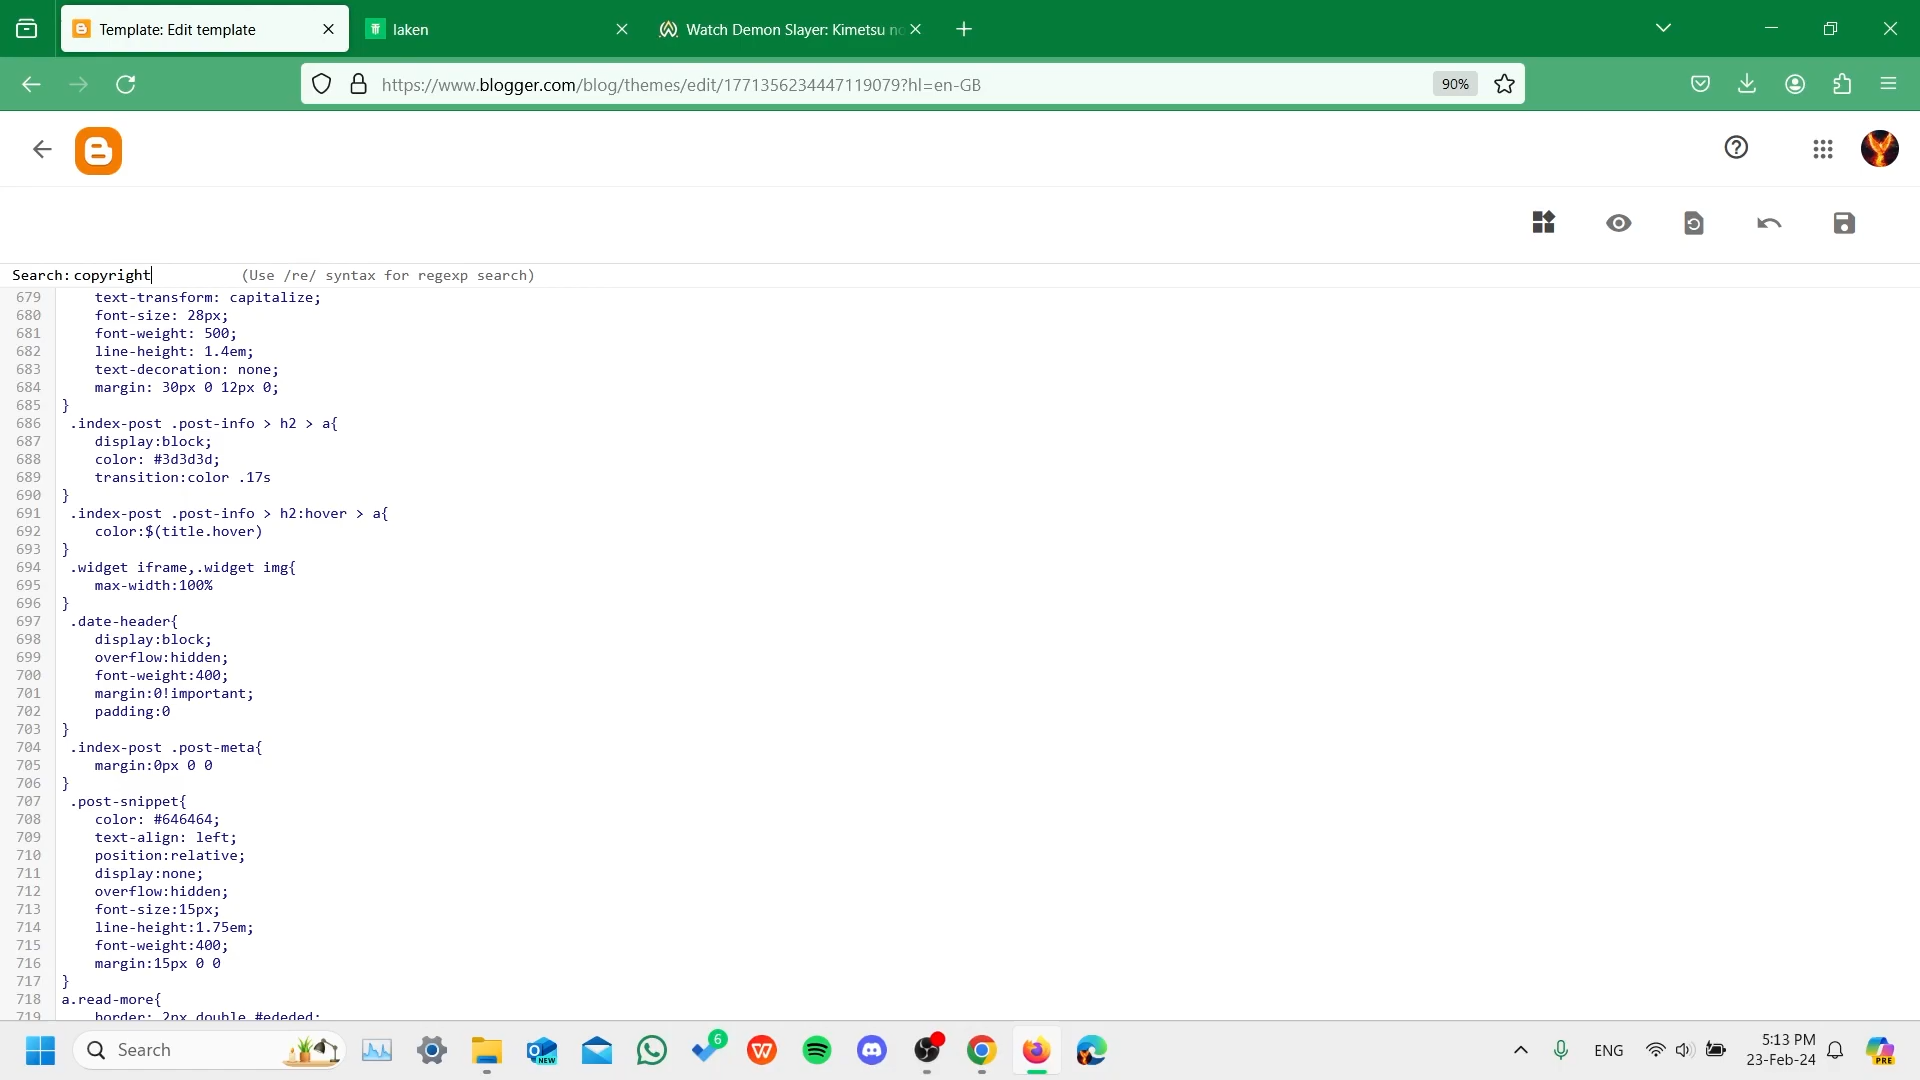 Template: Edit template
laken
Watch Demon Slayer: Kimetsu no
https://www.blogger.com/blog/themes/edit/1771356234447119079?hl=en-GB
90%
Search: copyright (Use /re/ syntax for regexp search)
679 text-transform: capitalize;
680 font-size: 28px;
681 font-weight: 500;
682 line-height: 1.4em;
683 text-decoration: none;
684 margin: 30px 0 12px 0;
685 }
686 .index-post .post-info > h2 > a{
687 display:block;
688 color: #3d3d3d;
689 transition:color .17s
690 }
691 .index-post .post-info > h2:hover > a{
692 color:$(title.hover)
693 }
694 .widget iframe,.widget img{
695 max-width:100%
696 }
697 .date-header{
698 display:block;
699 overflow:hidden;
700 font-weight:400;
701 margin:0!important;
702 padding:0
703 }
704 .index-post .post-meta{
705 margin:0px 0 0
706 }
707 .post-snippet{
708 color: #646464;
709 text-align: left;
710 position:relative;
711 display:none;
712 overflow:hidden;
713 font-size:15px;
714 line-height:1.75em;
715 font-weight:400;
716 margin:15px 0 0
717 }
718 a.read-more{
719 border: 2px double #ededed;
Search
NEW
6
ENG
5:13 PM
23-Feb-24
PRE